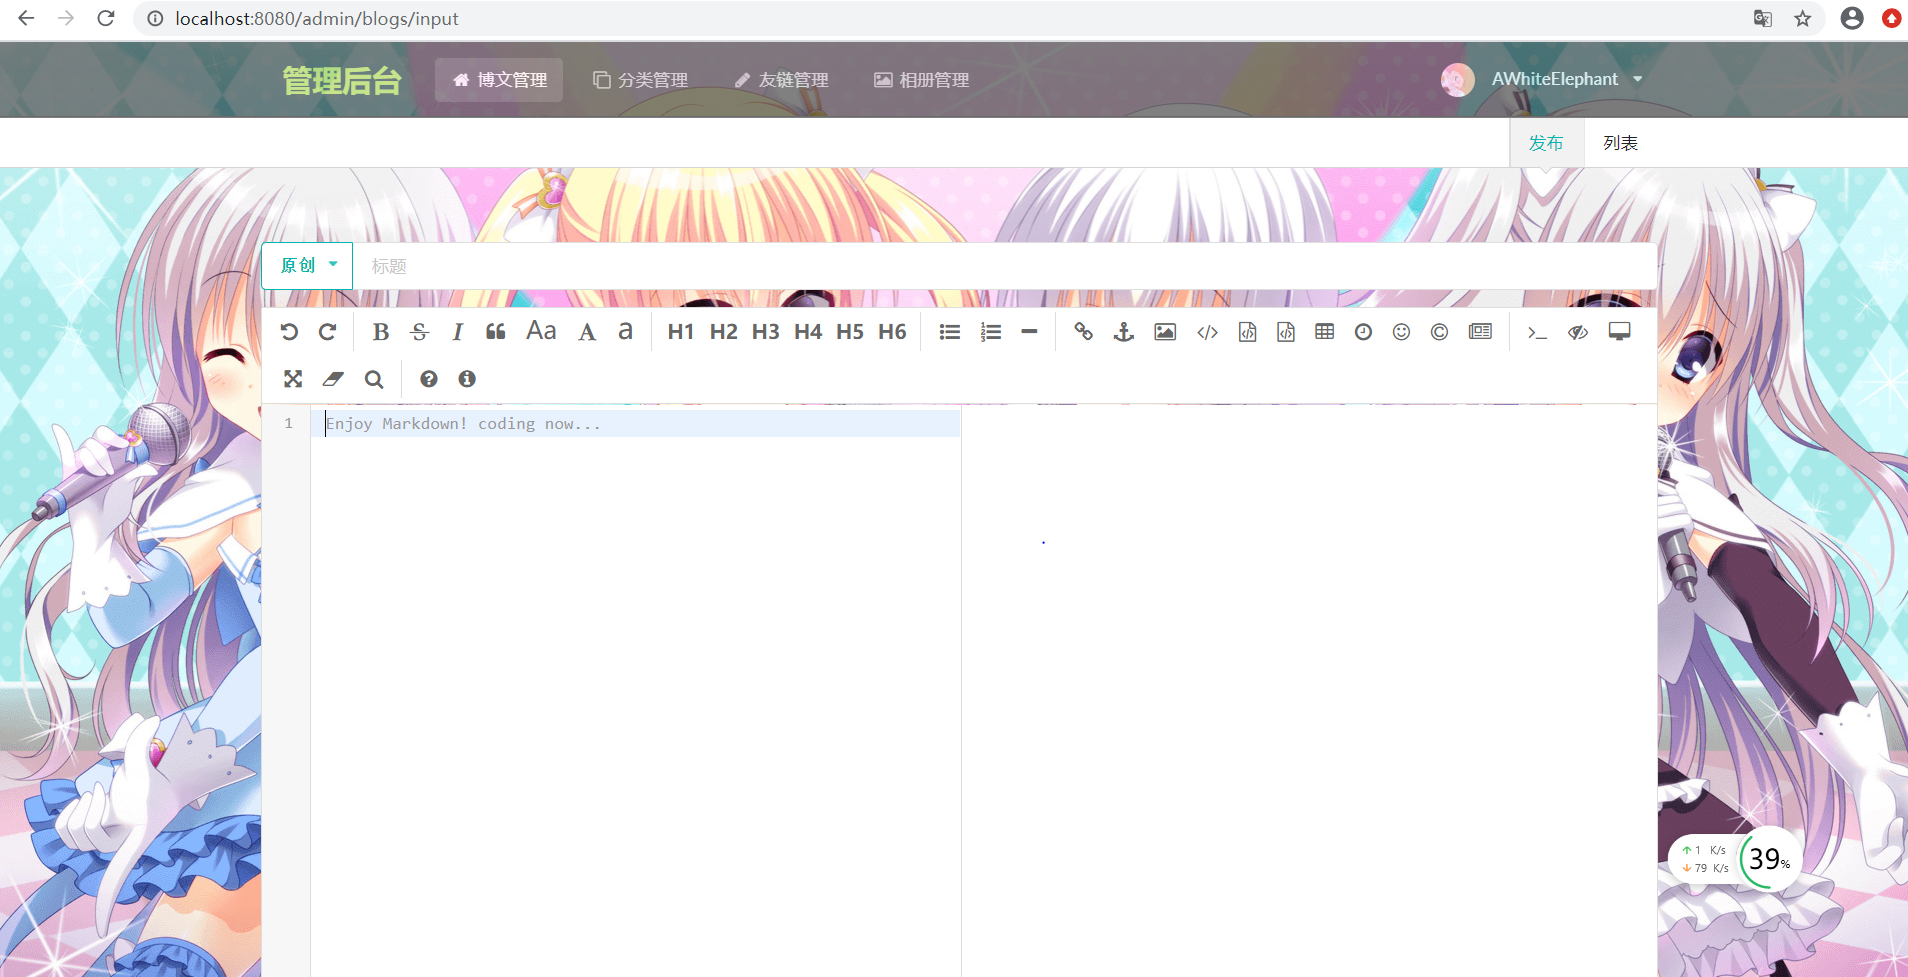 localhost:8080/admin/blogs/input
管理后台 博文管理 分类管理 友链管理 相册管理 AWhiteElephant
发布 列表
原创 标题
B S I Aa A a H1 H2 H3 H4 H5 H6
1 Enjoy Markdown! coding now...
1 K/s
79 K/s
39%